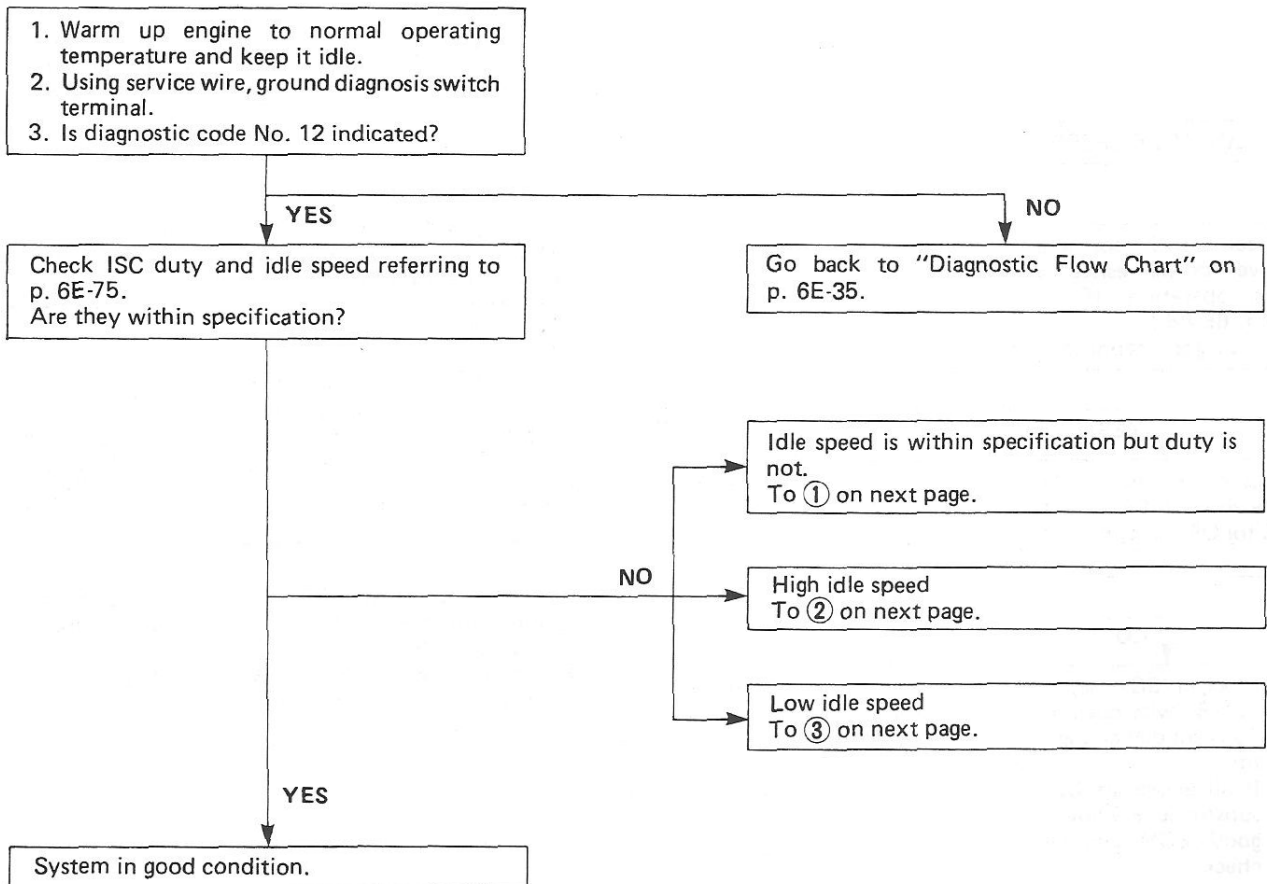 1. Warm up engine to normal operating
temperature and keep it idle.
2. Using service wire, ground diagnosis switch
terminal.
3. Is diagnostic code No. 12 indicated?
YES
NO
Check ISC duty and idle speed referring to
p. 6E-75.
Are they within specification?
Go back to "Diagnostic Flow Chart" on
p. 6E-35.
Idle speed is within specification but duty is
not.
To ① on next page.
NO
High idle speed
To ② on next page.
Low idle speed
To ③ on next page.
YES
System in good condition.